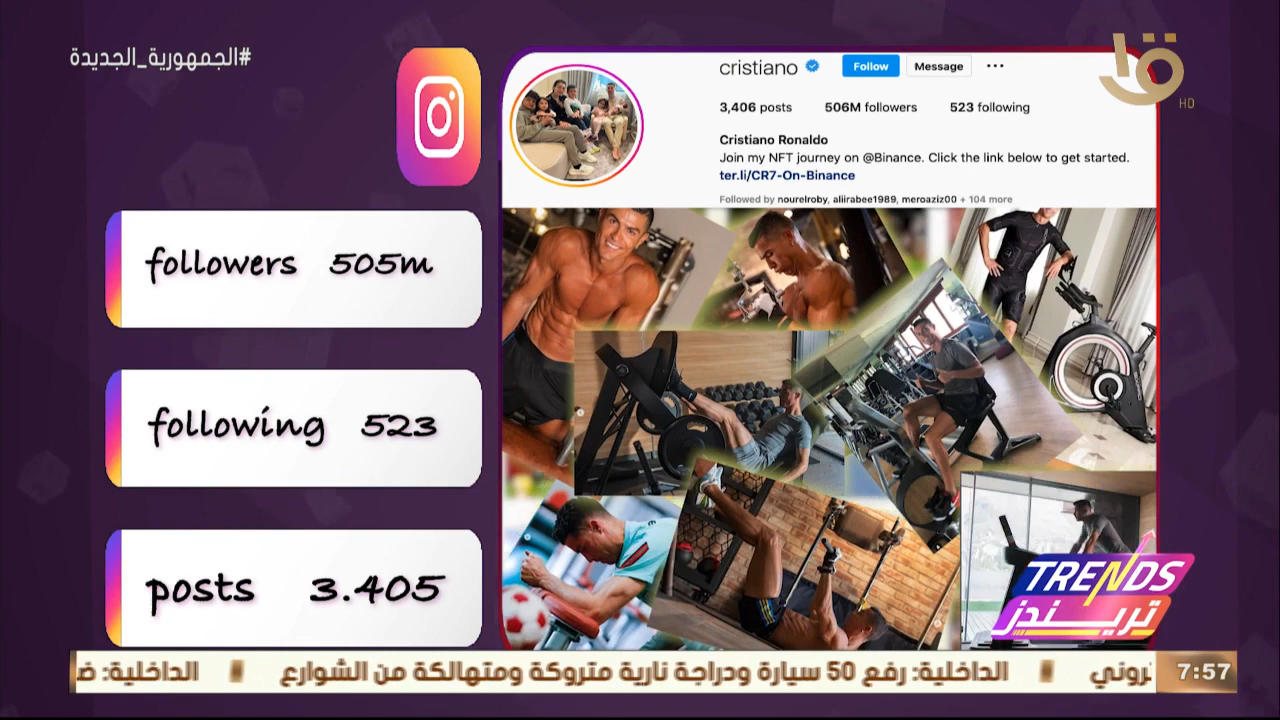 #الجمهورية_الجديدة
HD
cristiano Follow Message ...
3,406 posts 506M followers 523 following
Cristiano Ronaldo
Join my NFT journey on @Binance. Click the link below to get started.
ter.li/CR7-On-Binance
Followed by nourelroby, aliirabee1989, meroaziz00 + 104 more
followers 505m
following 523
posts 3.405
TRENDS
تريندز
الداخلية: رفع 50 سيارة ودراجة نارية متروكة ومتهالكة من الشوارع الداخلية:
7:57